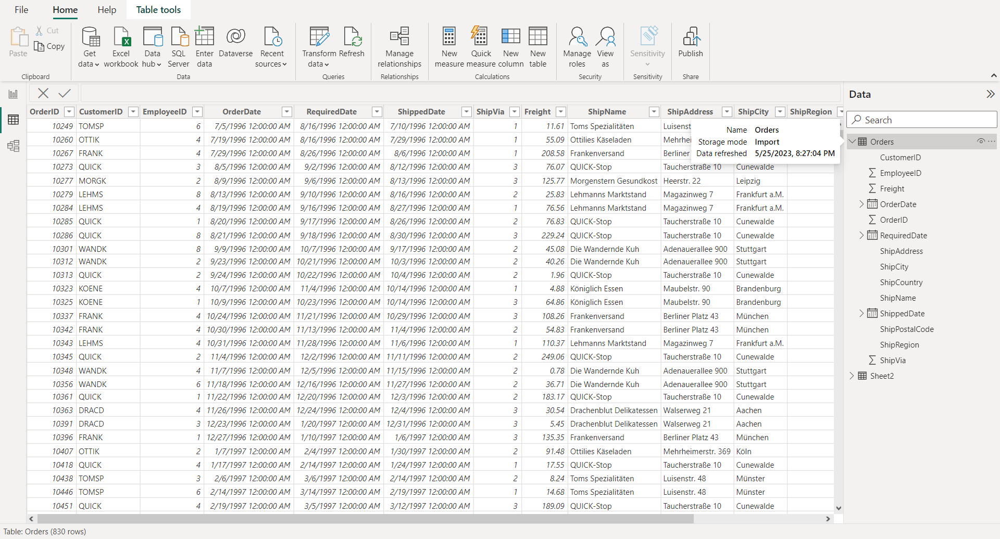 File Home Help Table tools
Paste Cut Copy
Get data Excel workbook Data hub SQL Server Enter data Dataverse Recent sources Transform data Refresh Manage relationships New measure Quick measure New column New table Manage roles View as Sensitivity Publish
Clipboard Data Queries Relationships Calculations Security Sensitivity Share
OrderID CustomerID EmployeeID OrderDate RequiredDate ShippedDate ShipVia Freight ShipName ShipAddress ShipCity ShipRegion
10249 TOMSP 6 7/5/1996 12:00:00 AM 8/16/1996 12:00:00 AM 7/10/1996 12:00:00 AM 1 11.61 Toms Spezialitäten Luisenst
10260 OTTIK 4 7/19/1996 12:00:00 AM 8/16/1996 12:00:00 AM 7/29/1996 12:00:00 AM 1 55.09 Ottilies Käseladen Mehrhei
10267 FRANK 4 7/29/1996 12:00:00 AM 8/26/1996 12:00:00 AM 8/6/1996 12:00:00 AM 1 208.58 Frankenversand Berliner
10273 QUICK 3 8/5/1996 12:00:00 AM 9/2/1996 12:00:00 AM 8/12/1996 12:00:00 AM 3 76.07 QUICK-Stop Taucherstraße 10 Cunewalde
10277 MORGK 2 8/9/1996 12:00:00 AM 9/6/1996 12:00:00 AM 8/13/1996 12:00:00 AM 3 125.77 Morgenstern Gesundkost Heerstr. 22 Leipzig
10279 LEHMS 8 8/13/1996 12:00:00 AM 9/10/1996 12:00:00 AM 8/16/1996 12:00:00 AM 2 25.83 Lehmanns Marktstand Magazinweg 7 Frankfurt a.M.
10284 LEHMS 4 8/19/1996 12:00:00 AM 9/16/1996 12:00:00 AM 8/27/1996 12:00:00 AM 1 76.56 Lehmanns Marktstand Magazinweg 7 Frankfurt a.M.
10285 QUICK 1 8/20/1996 12:00:00 AM 9/17/1996 12:00:00 AM 8/26/1996 12:00:00 AM 2 76.83 QUICK-Stop Taucherstraße 10 Cunewalde
10286 QUICK 8 8/21/1996 12:00:00 AM 9/18/1996 12:00:00 AM 8/30/1996 12:00:00 AM 3 229.24 QUICK-Stop Taucherstraße 10 Cunewalde
10301 WANDK 8 9/9/1996 12:00:00 AM 10/7/1996 12:00:00 AM 9/17/1996 12:00:00 AM 2 45.08 Die Wandernde Kuh Adenauerallee 900 Stuttgart
10312 WANDK 2 9/23/1996 12:00:00 AM 10/21/1996 12:00:00 AM 10/3/1996 12:00:00 AM 2 40.26 Die Wandernde Kuh Adenauerallee 900 Stuttgart
10313 QUICK 2 9/24/1996 12:00:00 AM 10/22/1996 12:00:00 AM 10/4/1996 12:00:00 AM 2 1.96 QUICK-Stop Taucherstraße 10 Cunewalde
10323 KOENE 4 10/7/1996 12:00:00 AM 11/4/1996 12:00:00 AM 10/14/1996 12:00:00 AM 1 4.88 Königlich Essen Maubelstr. 90 Brandenburg
10325 KOENE 1 10/9/1996 12:00:00 AM 10/23/1996 12:00:00 AM 10/14/1996 12:00:00 AM 3 64.86 Königlich Essen Maubelstr. 90 Brandenburg
10337 FRANK 4 10/24/1996 12:00:00 AM 11/21/1996 12:00:00 AM 10/29/1996 12:00:00 AM 3 108.26 Frankenversand Berliner Platz 43 München
10342 FRANK 4 10/30/1996 12:00:00 AM 11/13/1996 12:00:00 AM 11/4/1996 12:00:00 AM 2 54.83 Frankenversand Berliner Platz 43 München
10343 LEHMS 4 10/31/1996 12:00:00 AM 11/28/1996 12:00:00 AM 11/6/1996 12:00:00 AM 1 110.37 Lehmanns Marktstand Magazinweg 7 Frankfurt a.M.
10345 QUICK 2 11/4/1996 12:00:00 AM 12/2/1996 12:00:00 AM 11/11/1996 12:00:00 AM 2 249.06 QUICK-Stop Taucherstraße 10 Cunewalde
10348 WANDK 4 11/7/1996 12:00:00 AM 12/5/1996 12:00:00 AM 11/15/1996 12:00:00 AM 2 0.78 Die Wandernde Kuh Adenauerallee 900 Stuttgart
10356 WANDK 6 11/18/1996 12:00:00 AM 12/16/1996 12:00:00 AM 11/27/1996 12:00:00 AM 2 36.71 Die Wandernde Kuh Adenauerallee 900 Stuttgart
10361 QUICK 1 11/22/1996 12:00:00 AM 12/20/1996 12:00:00 AM 12/3/1996 12:00:00 AM 2 183.17 QUICK-Stop Taucherstraße 10 Cunewalde
10363 DRACD 4 11/26/1996 12:00:00 AM 12/24/1996 12:00:00 AM 12/4/1996 12:00:00 AM 3 30.54 Drachenblut Delikatessen Walserweg 21 Aachen
10391 DRACD 3 12/23/1996 12:00:00 AM 1/20/1997 12:00:00 AM 12/31/1996 12:00:00 AM 3 5.45 Drachenblut Delikatessen Walserweg 21 Aachen
10396 FRANK 1 12/27/1996 12:00:00 AM 1/10/1997 12:00:00 AM 1/6/1997 12:00:00 AM 3 135.35 Frankenversand Berliner Platz 43 München
10407 OTTIK 2 1/7/1997 12:00:00 AM 2/4/1997 12:00:00 AM 1/30/1997 12:00:00 AM 2 91.48 Ottilies Käseladen Mehrheimerstr. 369 Köln
10418 QUICK 4 1/17/1997 12:00:00 AM 2/14/1997 12:00:00 AM 1/24/1997 12:00:00 AM 1 17.55 QUICK-Stop Taucherstraße 10 Cunewalde
10438 TOMSP 3 2/6/1997 12:00:00 AM 3/6/1997 12:00:00 AM 2/14/1997 12:00:00 AM 2 8.24 Toms Spezialitäten Luisenstr. 48 Münster
10446 TOMSP 6 2/14/1997 12:00:00 AM 3/14/1997 12:00:00 AM 2/19/1997 12:00:00 AM 1 14.68 Toms Spezialitäten Luisenstr. 48 Münster
10451 QUICK 4 2/19/1997 12:00:00 AM 3/5/1997 12:00:00 AM 3/12/1997 12:00:00 AM 3 189.09 QUICK-Stop Taucherstraße 10 Cunewalde
Name Orders
Storage mode Import
Data refreshed 5/25/2023, 8:27:04 PM
Data
Search
Orders
CustomerID
EmployeeID
Freight
OrderDate
OrderID
RequiredDate
ShipAddress
ShipCity
ShipCountry
ShipName
ShippedDate
ShipPostalCode
ShipRegion
ShipVia
Sheet2
Table: Orders (830 rows)